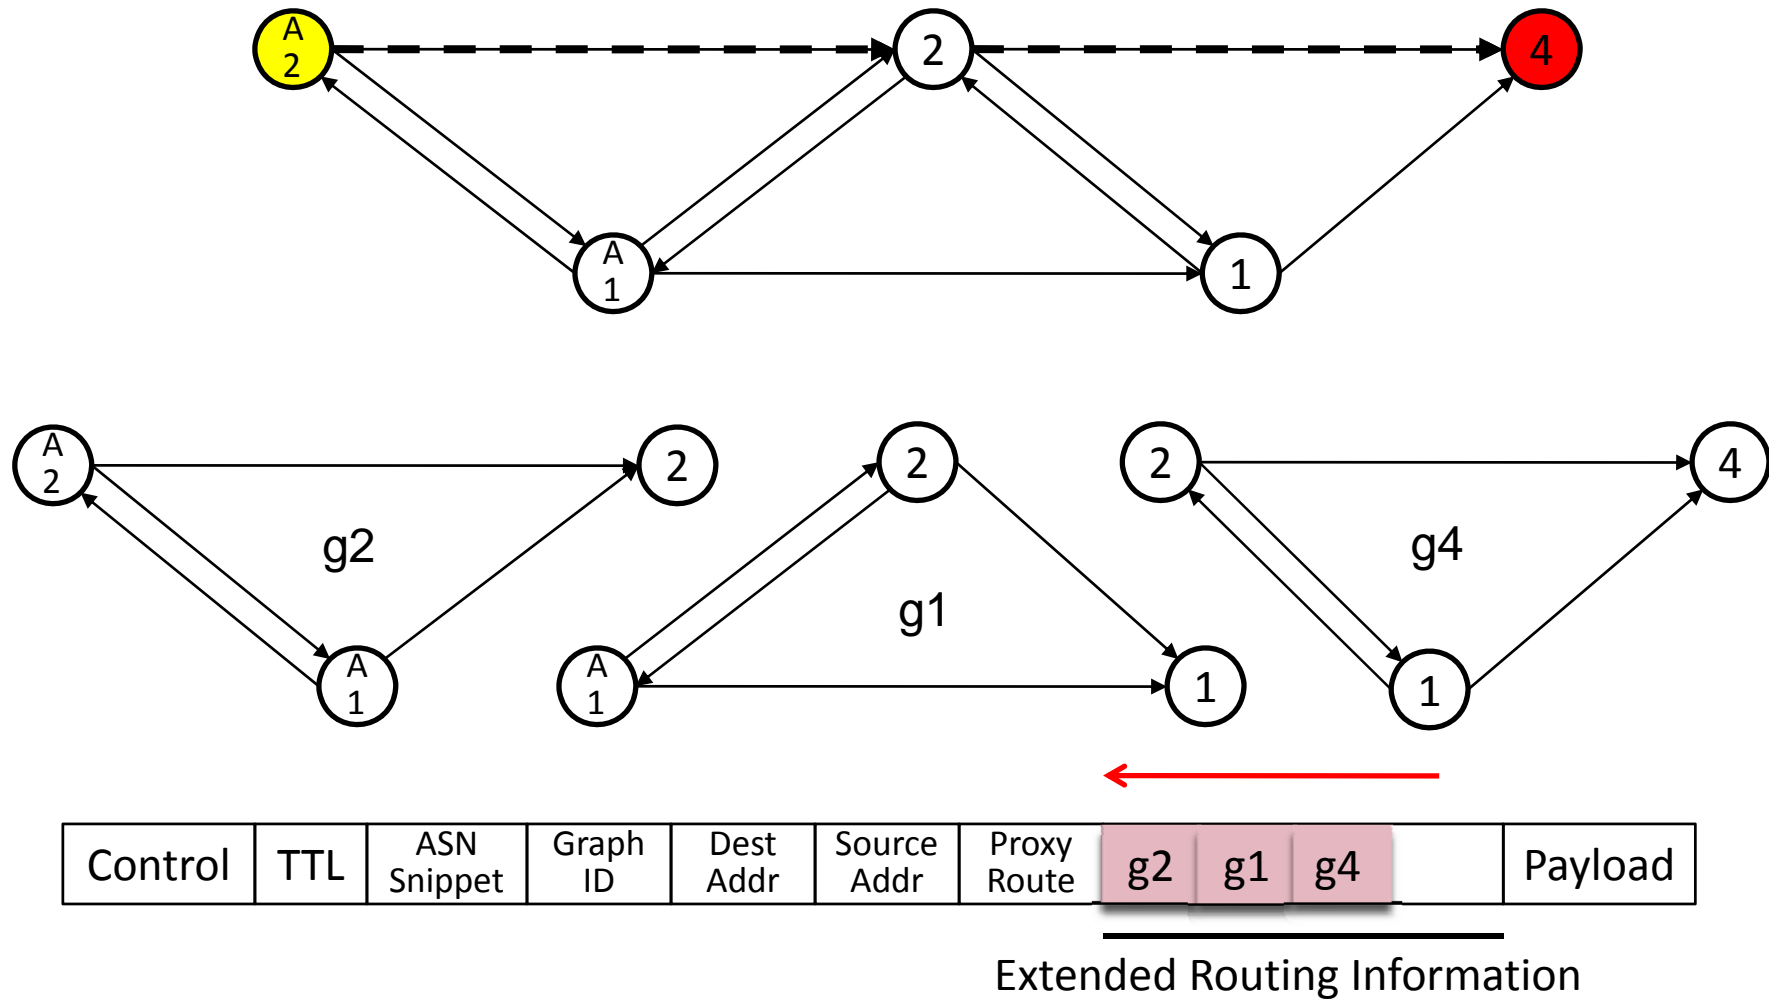 A
2
2
4
A
1
1
A
2
2
g2
A
1
2
g1
A
1
1
2
4
g4
1
Control
TTL
ASN
Snippet
Graph
ID
Dest
Addr
Source
Addr
Proxy
Route
g2
g1
g4
Payload
Extended Routing Information